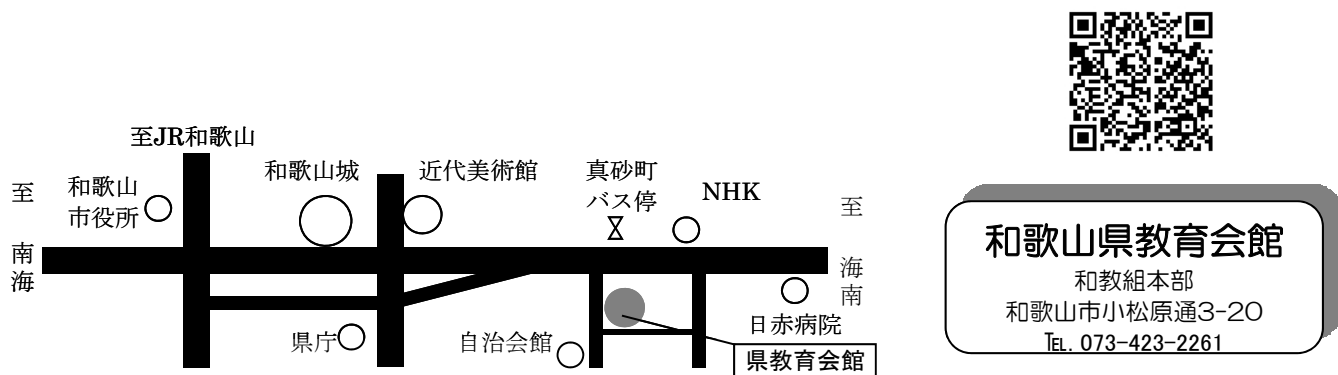 至JR和歌山
至
南
海
和歌山
市役所
和歌山城
近代美術館
真砂町
バス停
NHK
至
海
南
県庁
自治会館
日赤病院
県教育会館
和歌山県教育会館
和教組本部
和歌山市小松原通3-20
℡. 073-423-2261